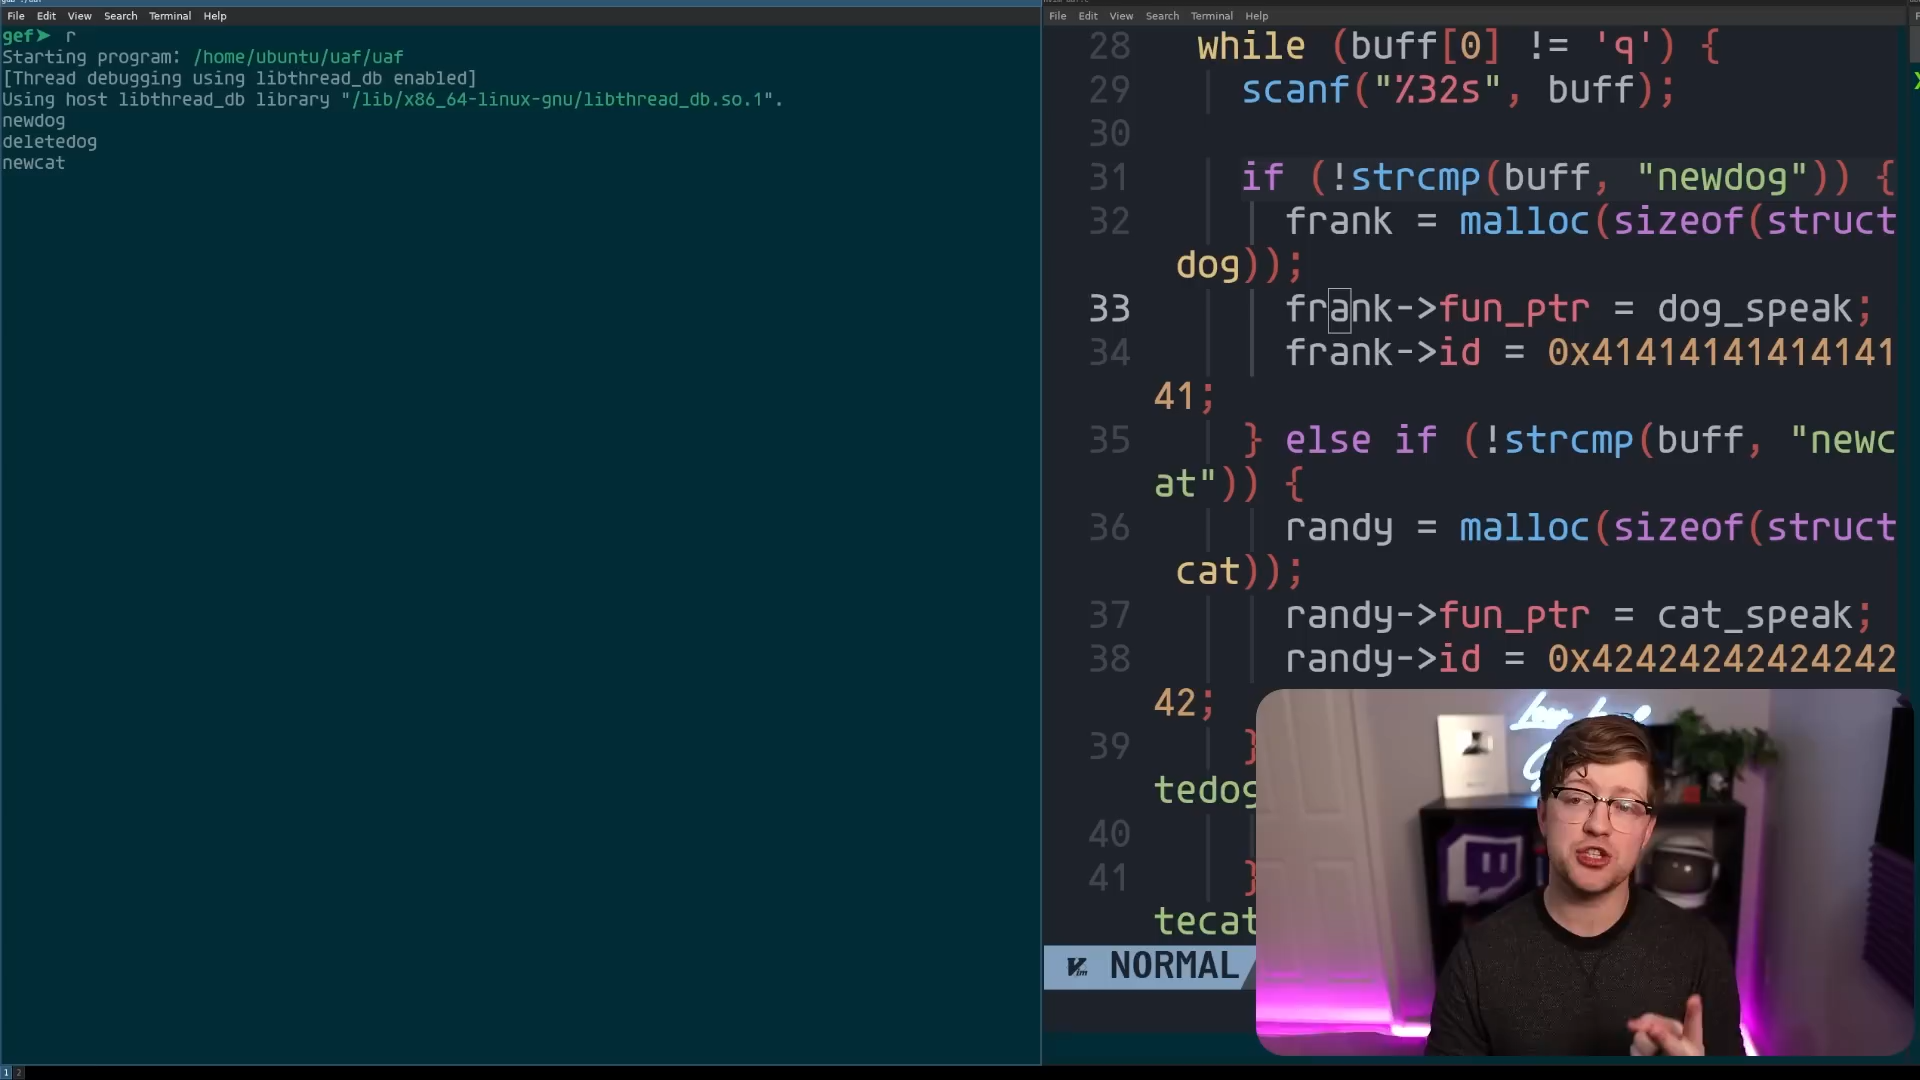 File Edit View Search Terminal Help
gef➤ r
Starting program: /home/ubuntu/uaf/uaf
[Thread debugging using libthread_db enabled]
Using host libthread_db library "/lib/x86_64-linux-gnu/libthread_db.so.1".
newdog
deletedog
newcat
1 2
File Edit View Search Terminal Help
28 while (buff[0] != 'q') {
29 scanf("%32s", buff);
30
31 if (!strcmp(buff, "newdog")) {
32 frank = malloc(sizeof(struct
dog));
33 frank->fun_ptr = dog_speak;
34 frank->id = 0x41414141414141
41;
35 } else if (!strcmp(buff, "newc
at")) {
36 randy = malloc(sizeof(struct
cat));
37 randy->fun_ptr = cat_speak;
38 randy->id = 0x42424242424242
42;
39 }
tedog
40
41 }
tecat
NORMAL